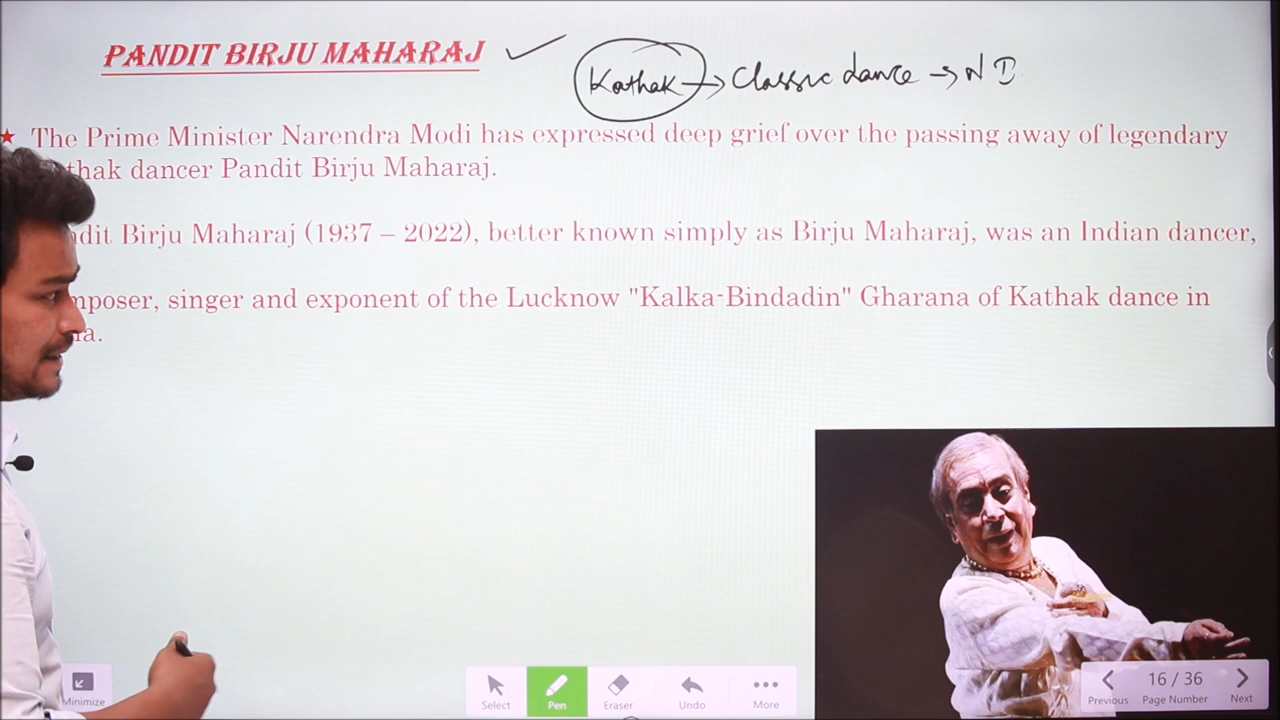 PANDIT BIRJU MAHARAJ
Kathak → Classic dance → N I
The Prime Minister Narendra Modi has expressed deep grief over the passing away of legendary
thak dancer Pandit Birju Maharaj.
ndit Birju Maharaj (1937 – 2022), better known simply as Birju Maharaj, was an Indian dancer,
mposer, singer and exponent of the Lucknow "Kalka-Bindadin" Gharana of Kathak dance in
a.
Minimize
Select Pen Eraser Undo More
16 / 36
Previous Page Number Next